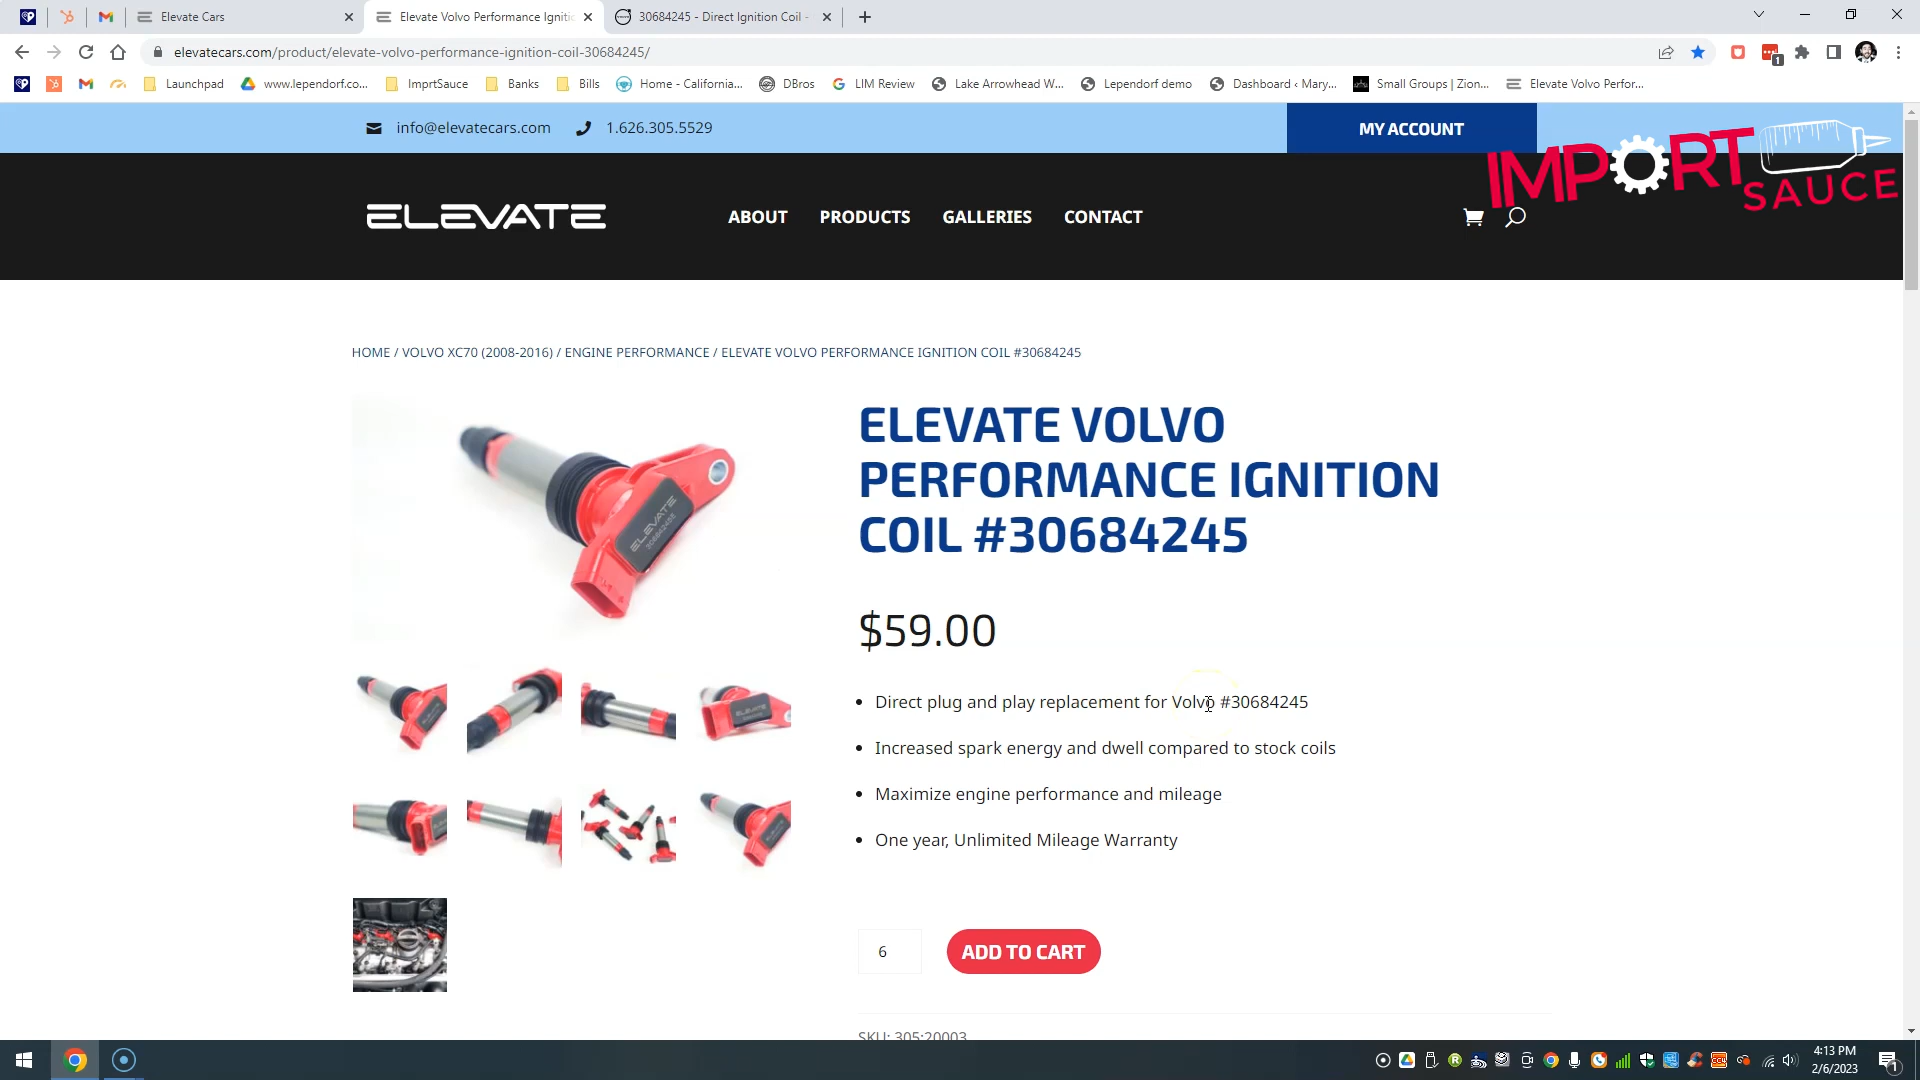 Elevate Cars
Elevate Volvo Performance Igniti
30684245 - Direct Ignition Coil -
elevatecars.com/product/elevate-volvo-performance-ignition-coil-30684245/
1
Launchpad
www.lependorf.co...
ImprtSauce
Banks
Bills
Home - California...
DBros
LIM Review
Lake Arrowhead W...
Lependorf demo
Dashboard ‹ Mary...
Small Groups | Zion...
Elevate Volvo Perfor...
info@elevatecars.com
1.626.305.5529
MY ACCOUNT
IMPORT
SAUCE
ELEVATE
ABOUT
PRODUCTS
GALLERIES
CONTACT
HOME / VOLVO XC70 (2008-2016) / ENGINE PERFORMANCE / ELEVATE VOLVO PERFORMANCE IGNITION COIL #30684245
ELEVATE
30684245
ELEVATE VOLVO
PERFORMANCE IGNITION
COIL #30684245
$59.00
• Direct plug and play replacement for Volvo #30684245
• Increased spark energy and dwell compared to stock coils
• Maximize engine performance and mileage
• One year, Unlimited Mileage Warranty
6
ADD TO CART
SKU: 305:20003
4:13 PM
2/6/2023
1